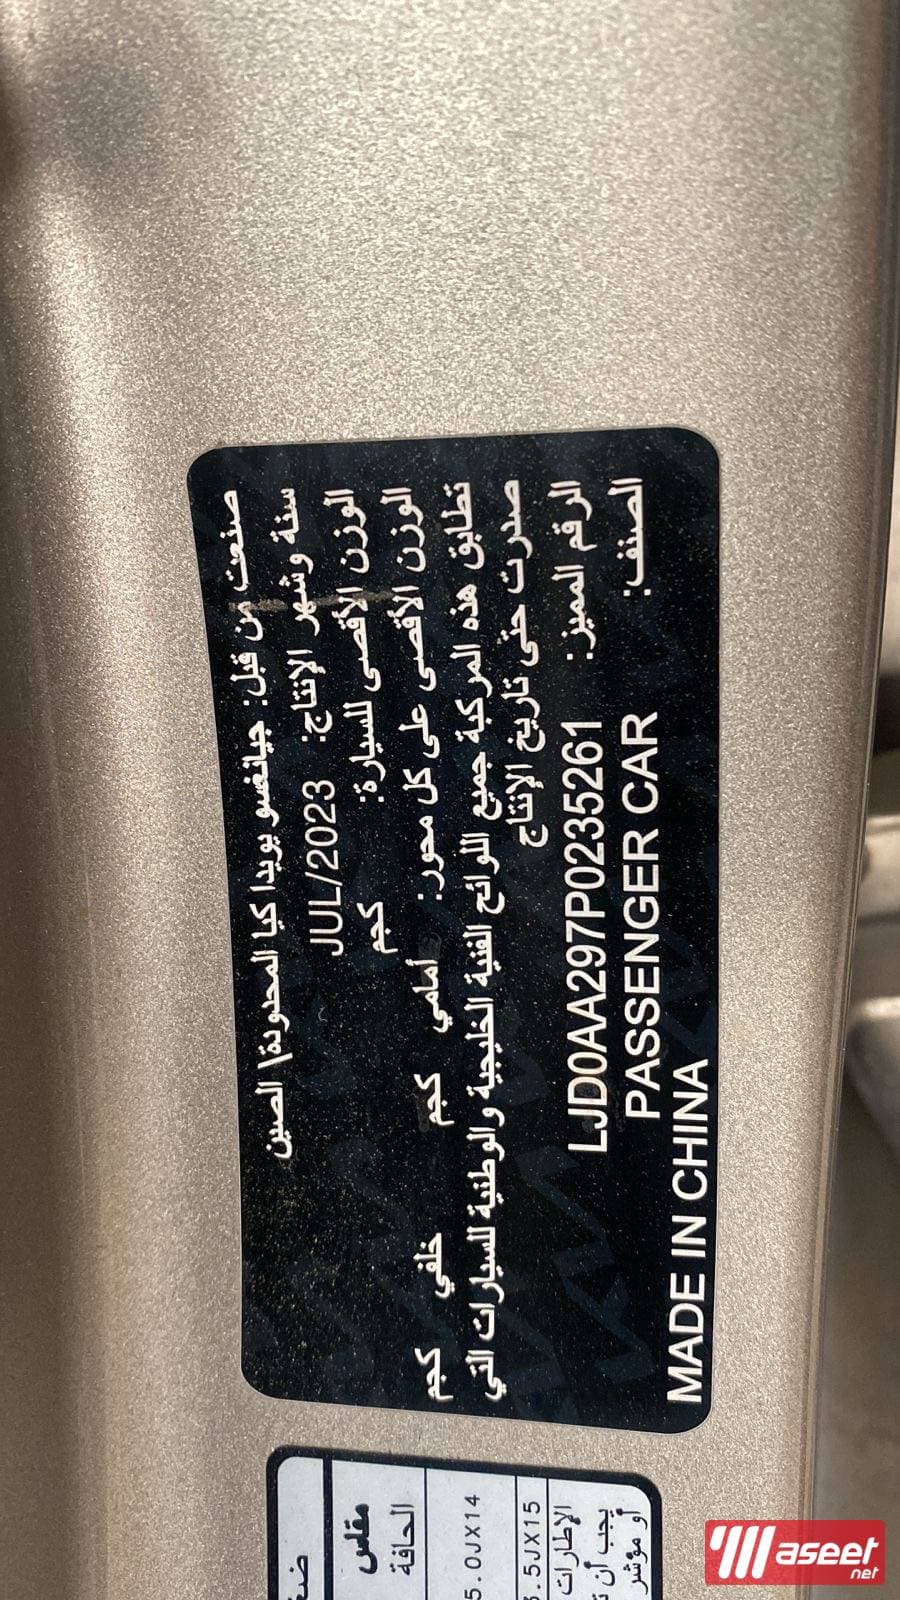 صنعت من قبل: جيانغسو يويدا كيا المحدودة\ الصين
سنة وشهر الإنتاج: JUL/2023
الوزن الأقصى للسيارة: كجم
الوزن الأقصى على كل محور: أمامي كجم خلفي كجم
تطابق هذه المركبة جميع اللوائح الفنية الخليجية والوطنية للسيارات التي
صدرت حتى تاريخ الإنتاج
الرقم المميز: LJD0AA297P0235261
الصنف: PASSENGER CAR
MADE IN CHINA
مقاس
الحافة
5.0JX14
.5JX15
الإطارات
يجب أن
أو مؤشر
aseet
net